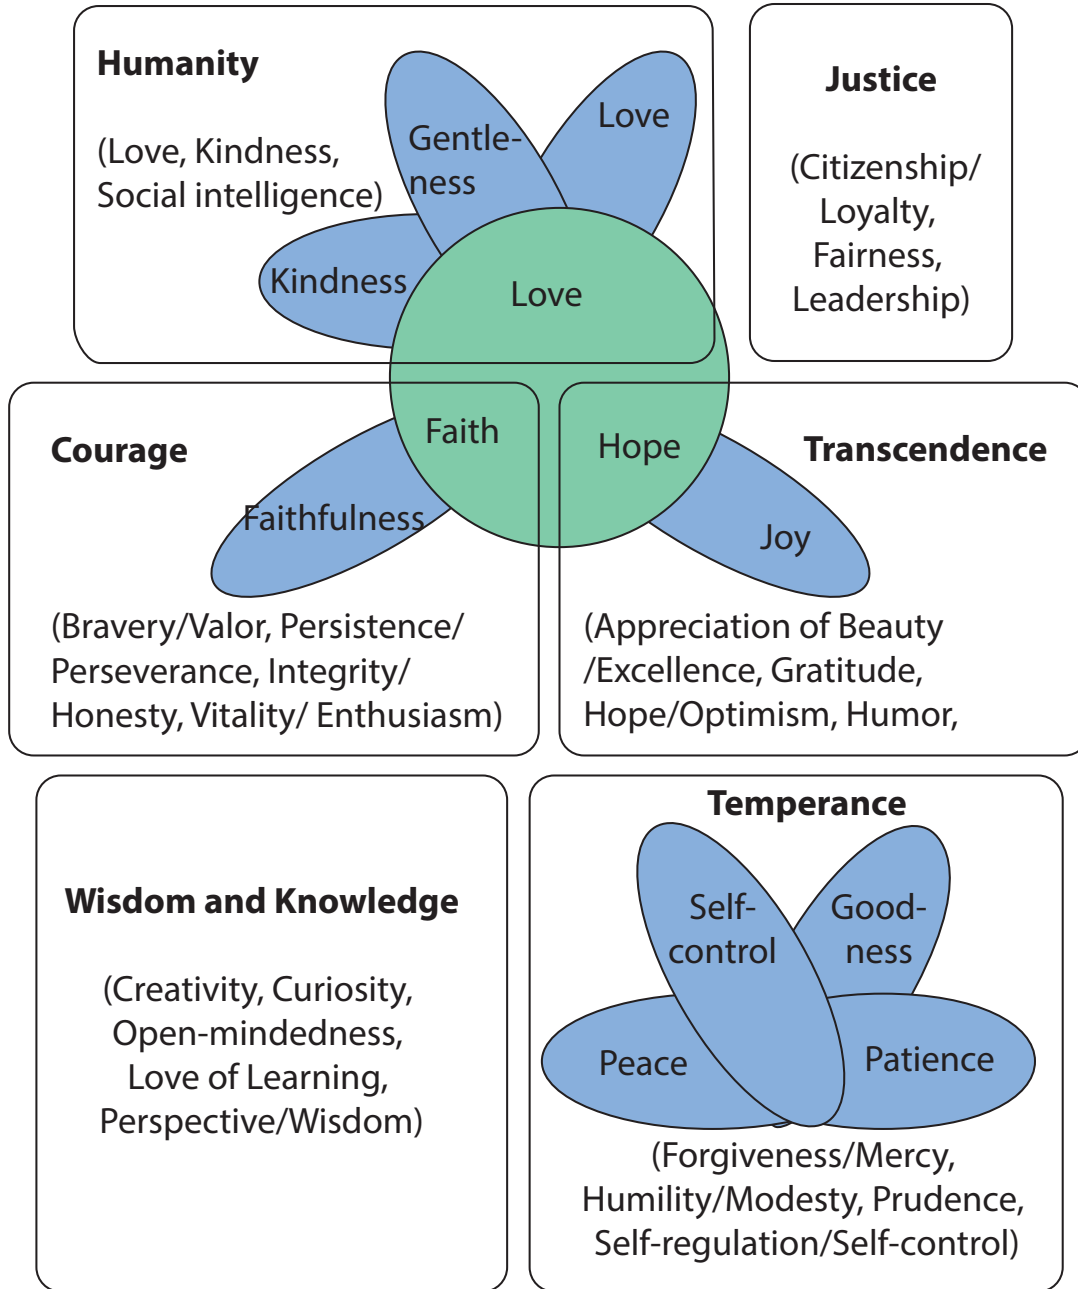 Humanity
(Love, Kindness,
Social intelligence)
Gentle-
ness
Love
Kindness
Love
Justice
(Citizenship/
Loyalty,
Fairness,
Leadership)
Courage
Faith
Faithfulness
(Bravery/Valor, Persistence/
Perseverance, Integrity/
Honesty, Vitality/ Enthusiasm)
Hope
Transcendence
Joy
(Appreciation of Beauty
/Excellence, Gratitude,
Hope/Optimism, Humor,
Wisdom and Knowledge
(Creativity, Curiosity,
Open-mindedness,
Love of Learning,
Perspective/Wisdom)
Temperance
Self-
control
Good-
ness
Peace
Patience
(Forgiveness/Mercy,
Humility/Modesty, Prudence,
Self-regulation/Self-control)